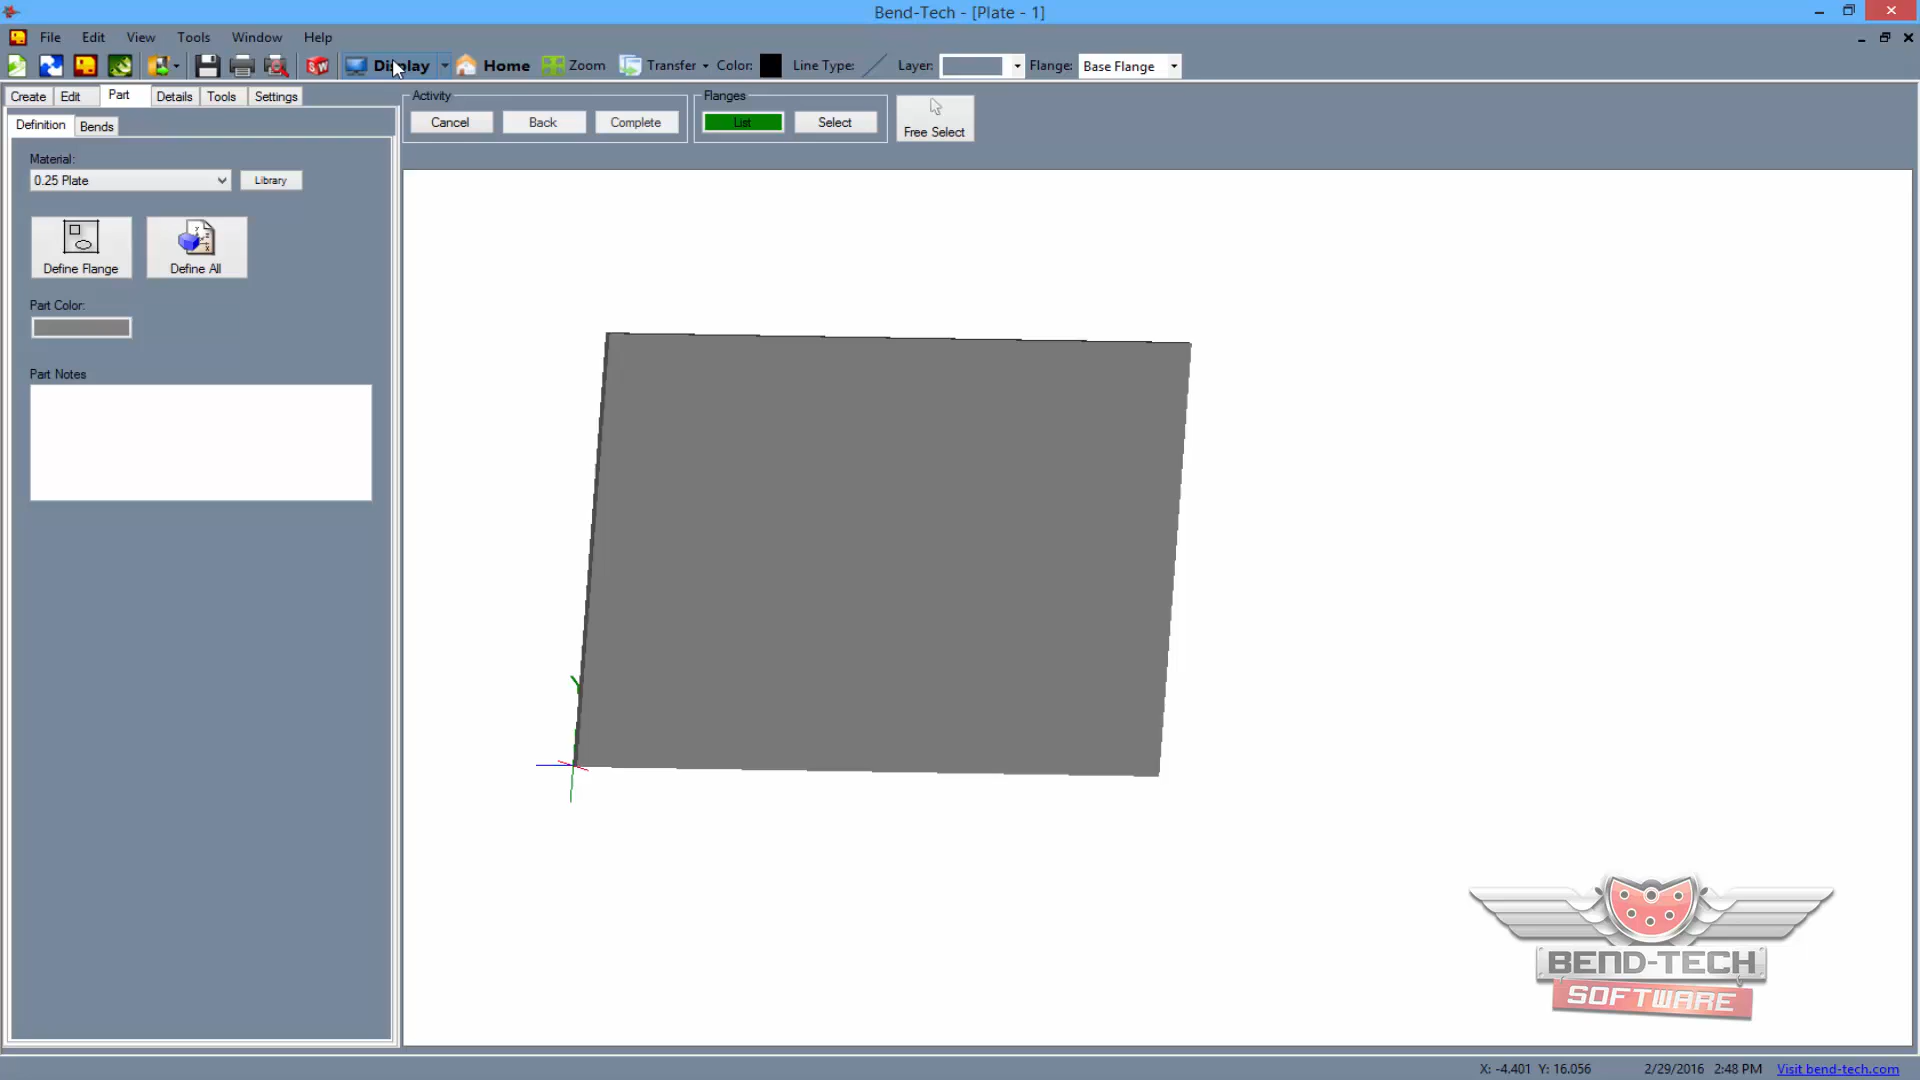 Bend-Tech - [Plate - 1]
File Edit View Tools Window Help
Display Home Zoom Transfer Color: Line Type: Layer: Flange: Base Flange
Create Edit Part Details Tools Settings
Activity
Cancel Back Complete
Flanges
List Select
Free Select
Definition Bends
Material:
0.25 Plate Library
Define Flange Define All
Part Color:
Part Notes
Y
BEND-TECH
SOFTWARE
X: -4.401 Y: 16.056 2/29/2016 2:48 PM Visit bend-tech.com